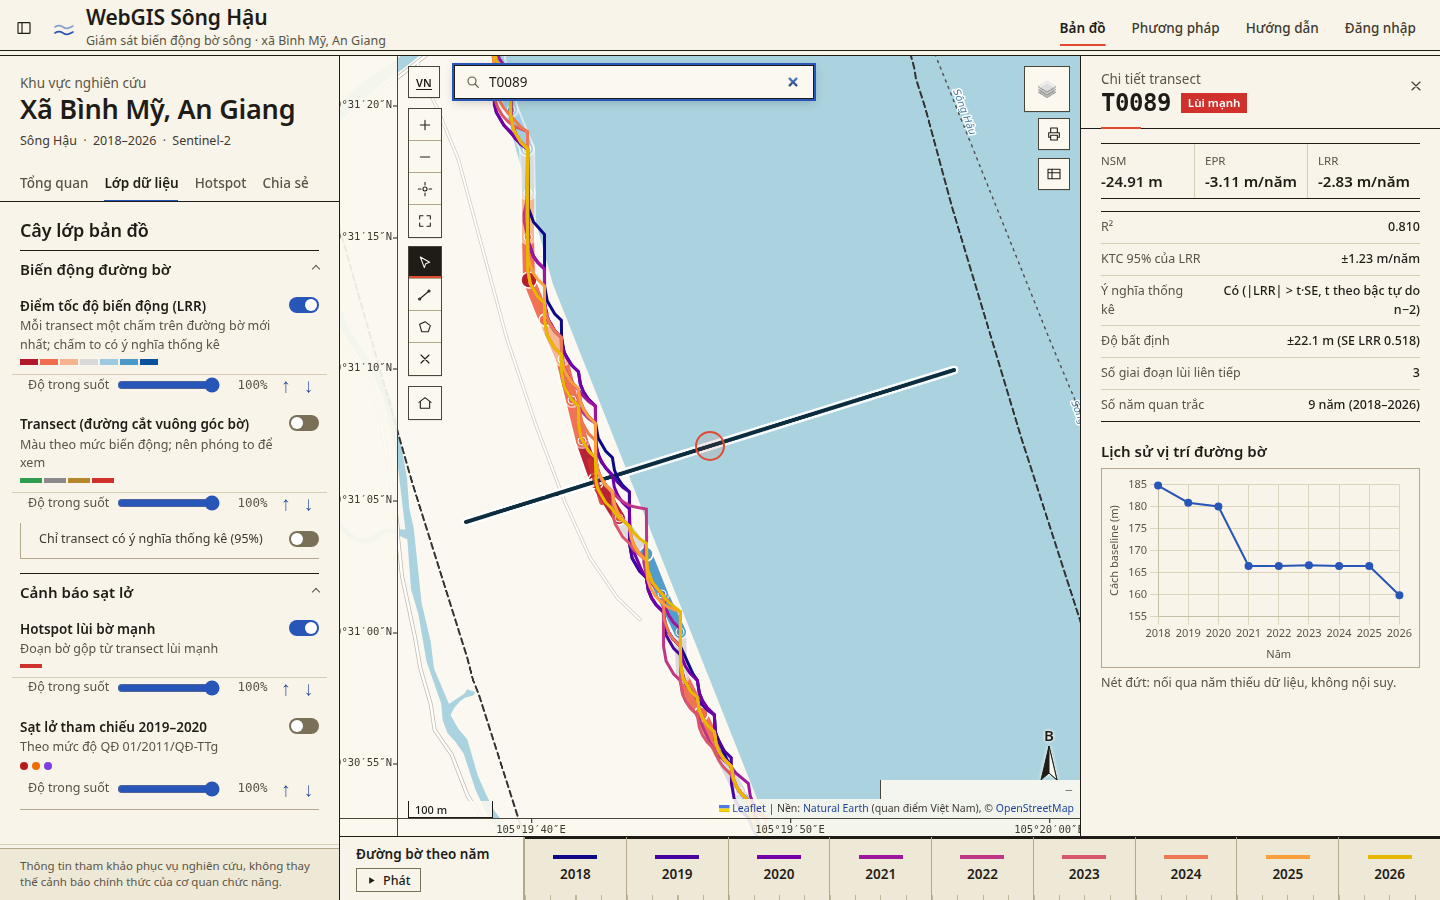 WebGIS Sông Hậu
Giám sát biến động bờ sông · xã Bình Mỹ, An Giang
Bản đồ
Phương pháp
Hướng dẫn
Đăng nhập
Khu vực nghiên cứu
Xã Bình Mỹ, An Giang
Sông Hậu · 2018–2026 · Sentinel-2
Tổng quan
Lớp dữ liệu
Hotspot
Chia sẻ
Cây lớp bản đồ
Biến động đường bờ
Điểm tốc độ biến động (LRR)
Mỗi transect một chấm trên đường bờ mới
nhất; chấm to có ý nghĩa thống kê
Độ trong suốt 100% ↑ ↓
Transect (đường cắt vuông góc bờ)
Màu theo mức biến động; nên phóng to để
xem
Độ trong suốt 100% ↑ ↓
Chỉ transect có ý nghĩa thống kê (95%)
Cảnh báo sạt lở
Hotspot lùi bờ mạnh
Đoạn bờ gộp từ transect lùi mạnh
Độ trong suốt 100% ↑ ↓
Sạt lở tham chiếu 2019–2020
Theo mức độ QĐ 01/2011/QĐ-TTg
Độ trong suốt 100% ↑ ↓
Thông tin tham khảo phục vụ nghiên cứu, không thay
thế cảnh báo chính thức của cơ quan chức năng.
VN
T0089
°31′20″N
°31′15″N
°31′10″N
°31′05″N
°31′00″N
°30′55″N
Sông Hậu
Sông
B
100 m
–
Leaflet | Nền: Natural Earth (quan điểm Việt Nam), © OpenStreetMap
105°19′40″E
105°19′50″E
105°20′00″E
Chi tiết transect
T0089 Lùi mạnh
NSM
-24.91 m
EPR
-3.11 m/năm
LRR
-2.83 m/năm
R² 0.810
KTC 95% của LRR ±1.23 m/năm
Ý nghĩa thống Có (|LRR| > t·SE, t theo bậc tự do
kê n−2)
Độ bất định ±22.1 m (SE LRR 0.518)
Số giai đoạn lùi liên tiếp 3
Số năm quan trắc 9 năm (2018–2026)
Lịch sử vị trí đường bờ
Cách baseline (m)
185
180
175
170
165
160
155
2018 2019 2020 2021 2022 2023 2024 2025 2026
Năm
Nét đứt: nối qua năm thiếu dữ liệu, không nội suy.
Đường bờ theo năm
Phát
2018
2019
2020
2021
2022
2023
2024
2025
2026